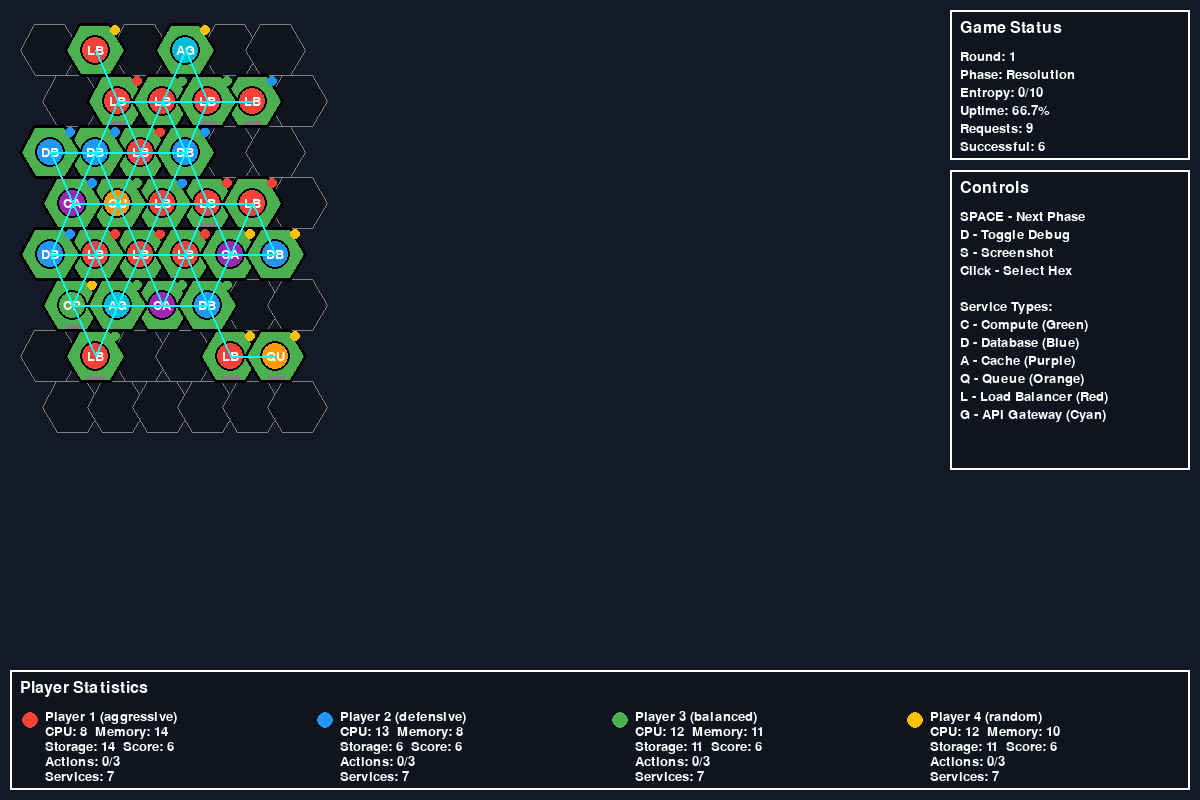 LB AG
LB LB LB LB
DB DB LB DB
CA QU LB LB LB
DB LB LB LB CA DB
AG CA DB
LB LB QU
Game Status
Round: 1
Phase: Resolution
Entropy: 0/10
Uptime: 66.7%
Requests: 9
Successful: 6
Controls
SPACE - Next Phase
D - Toggle Debug
S - Screenshot
Click - Select Hex
Service Types:
C - Compute (Green)
D - Database (Blue)
A - Cache (Purple)
Q - Queue (Orange)
L - Load Balancer (Red)
G - API Gateway (Cyan)
Player Statistics
Player 1 (aggressive)
CPU: 8 Memory: 14
Storage: 14 Score: 6
Actions: 0/3
Services: 7
Player 2 (defensive)
CPU: 13 Memory: 8
Storage: 6 Score: 6
Actions: 0/3
Services: 7
Player 3 (balanced)
CPU: 12 Memory: 11
Storage: 11 Score: 6
Actions: 0/3
Services: 7
Player 4 (random)
CPU: 12 Memory: 10
Storage: 11 Score: 6
Actions: 0/3
Services: 7